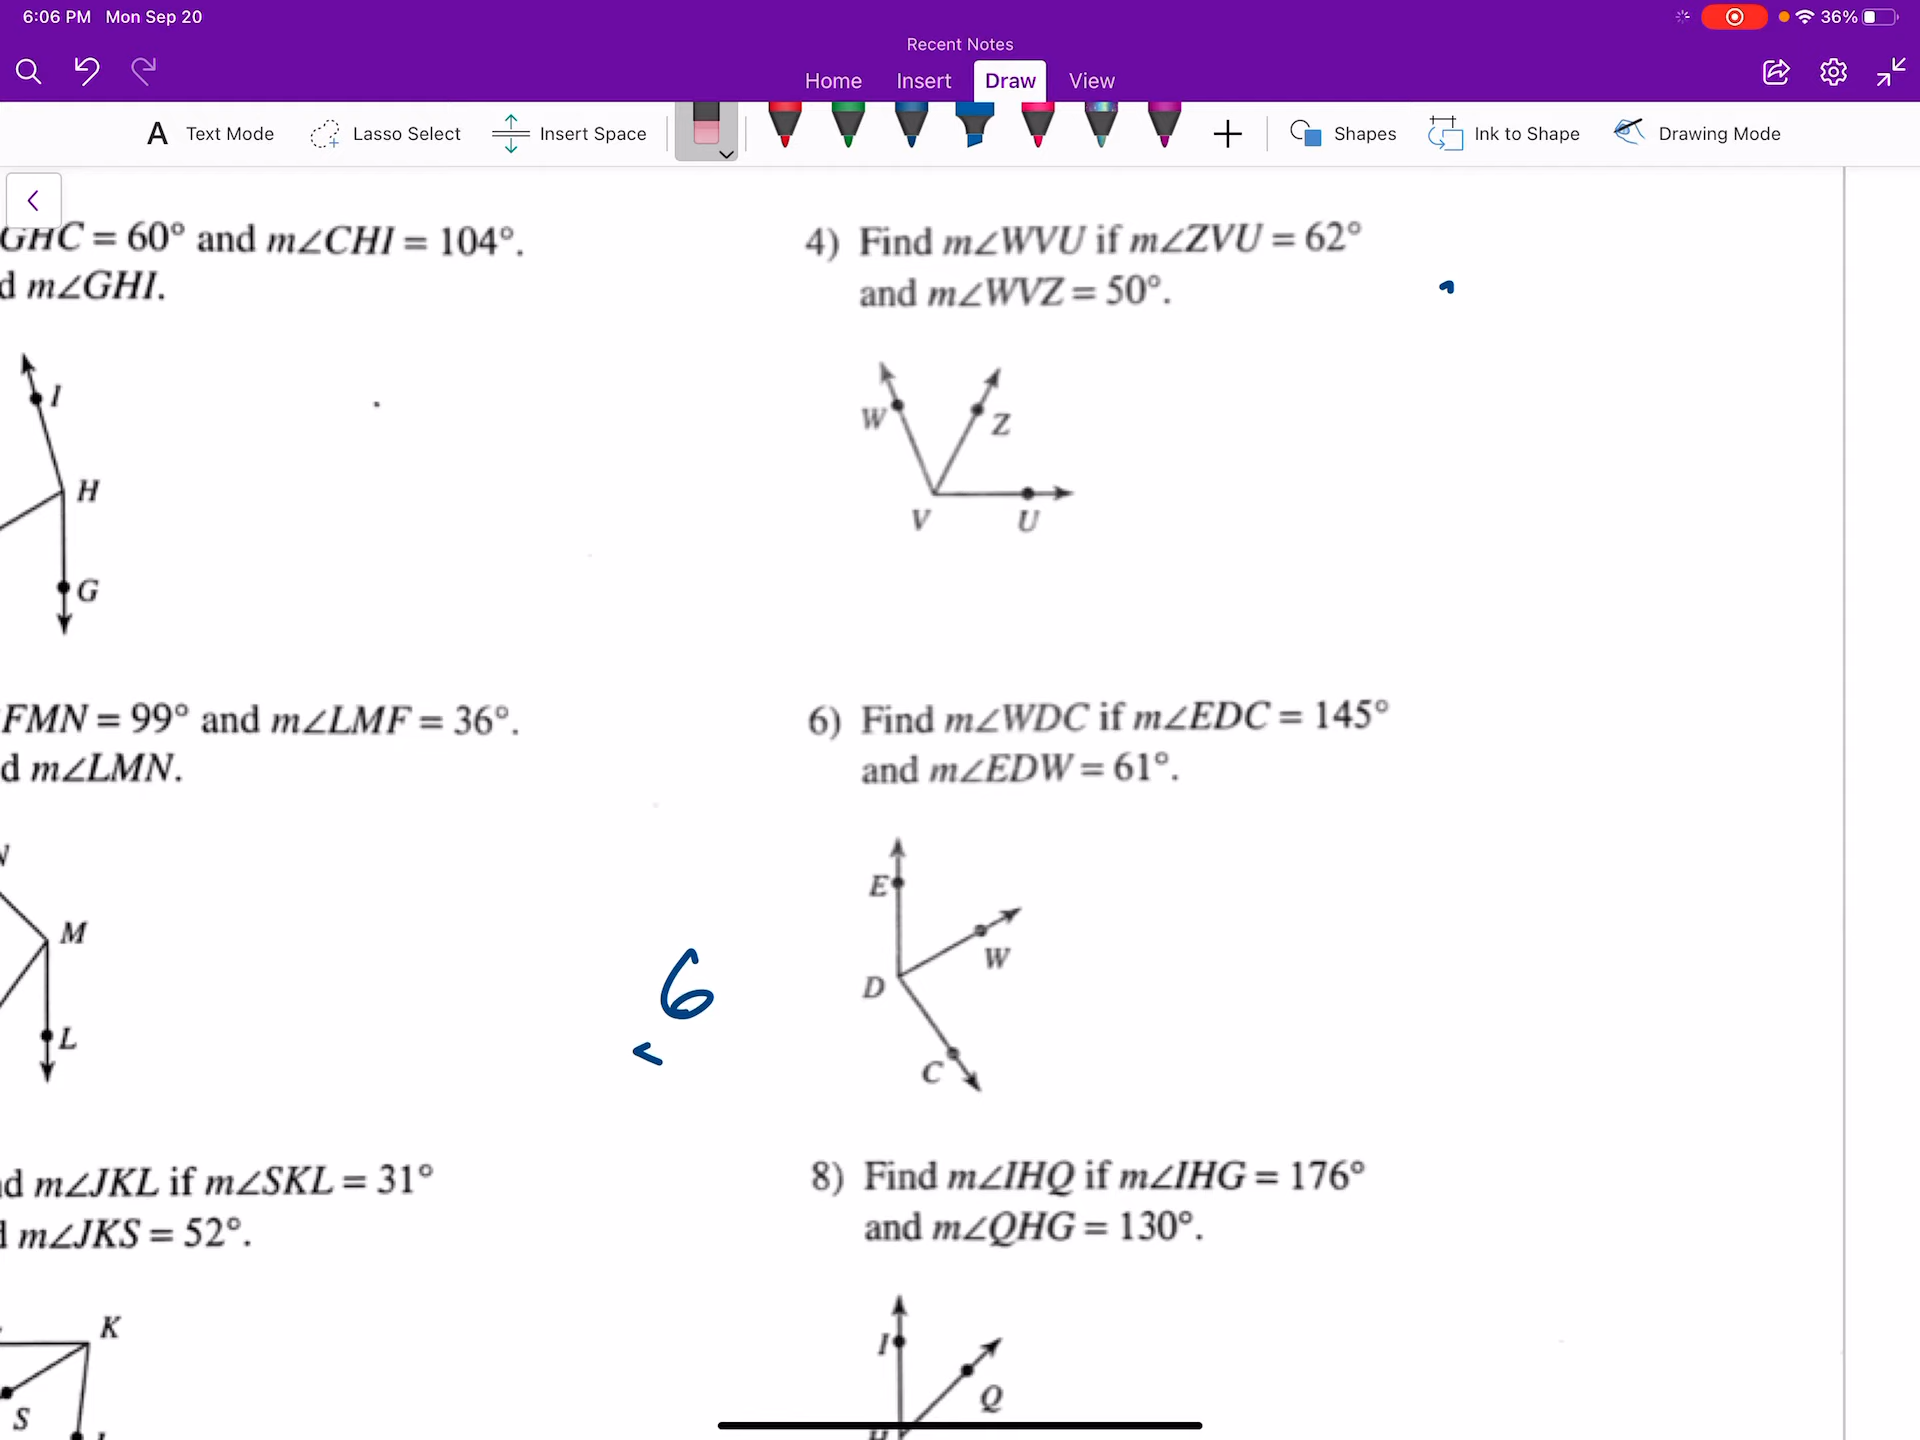 6:06 PM Mon Sep 20
36%
Recent Notes
Home Insert Draw View
A Text Mode Lasso Select Insert Space Shapes Ink to Shape Drawing Mode
GHC = 60° and m∠CHI = 104°.
d m∠GHI.
I
H
G
4) Find m∠WVU if m∠ZVU = 62°
and m∠WVZ = 50°.
W
Z
V
U
FMN = 99° and m∠LMF = 36°.
d m∠LMN.
N
M
L
6
<
6) Find m∠WDC if m∠EDC = 145°
and m∠EDW = 61°.
E
W
D
C
d m∠JKL if m∠SKL = 31°
m∠JKS = 52°.
K
S
8) Find m∠IHQ if m∠IHG = 176°
and m∠QHG = 130°.
I
Q
H